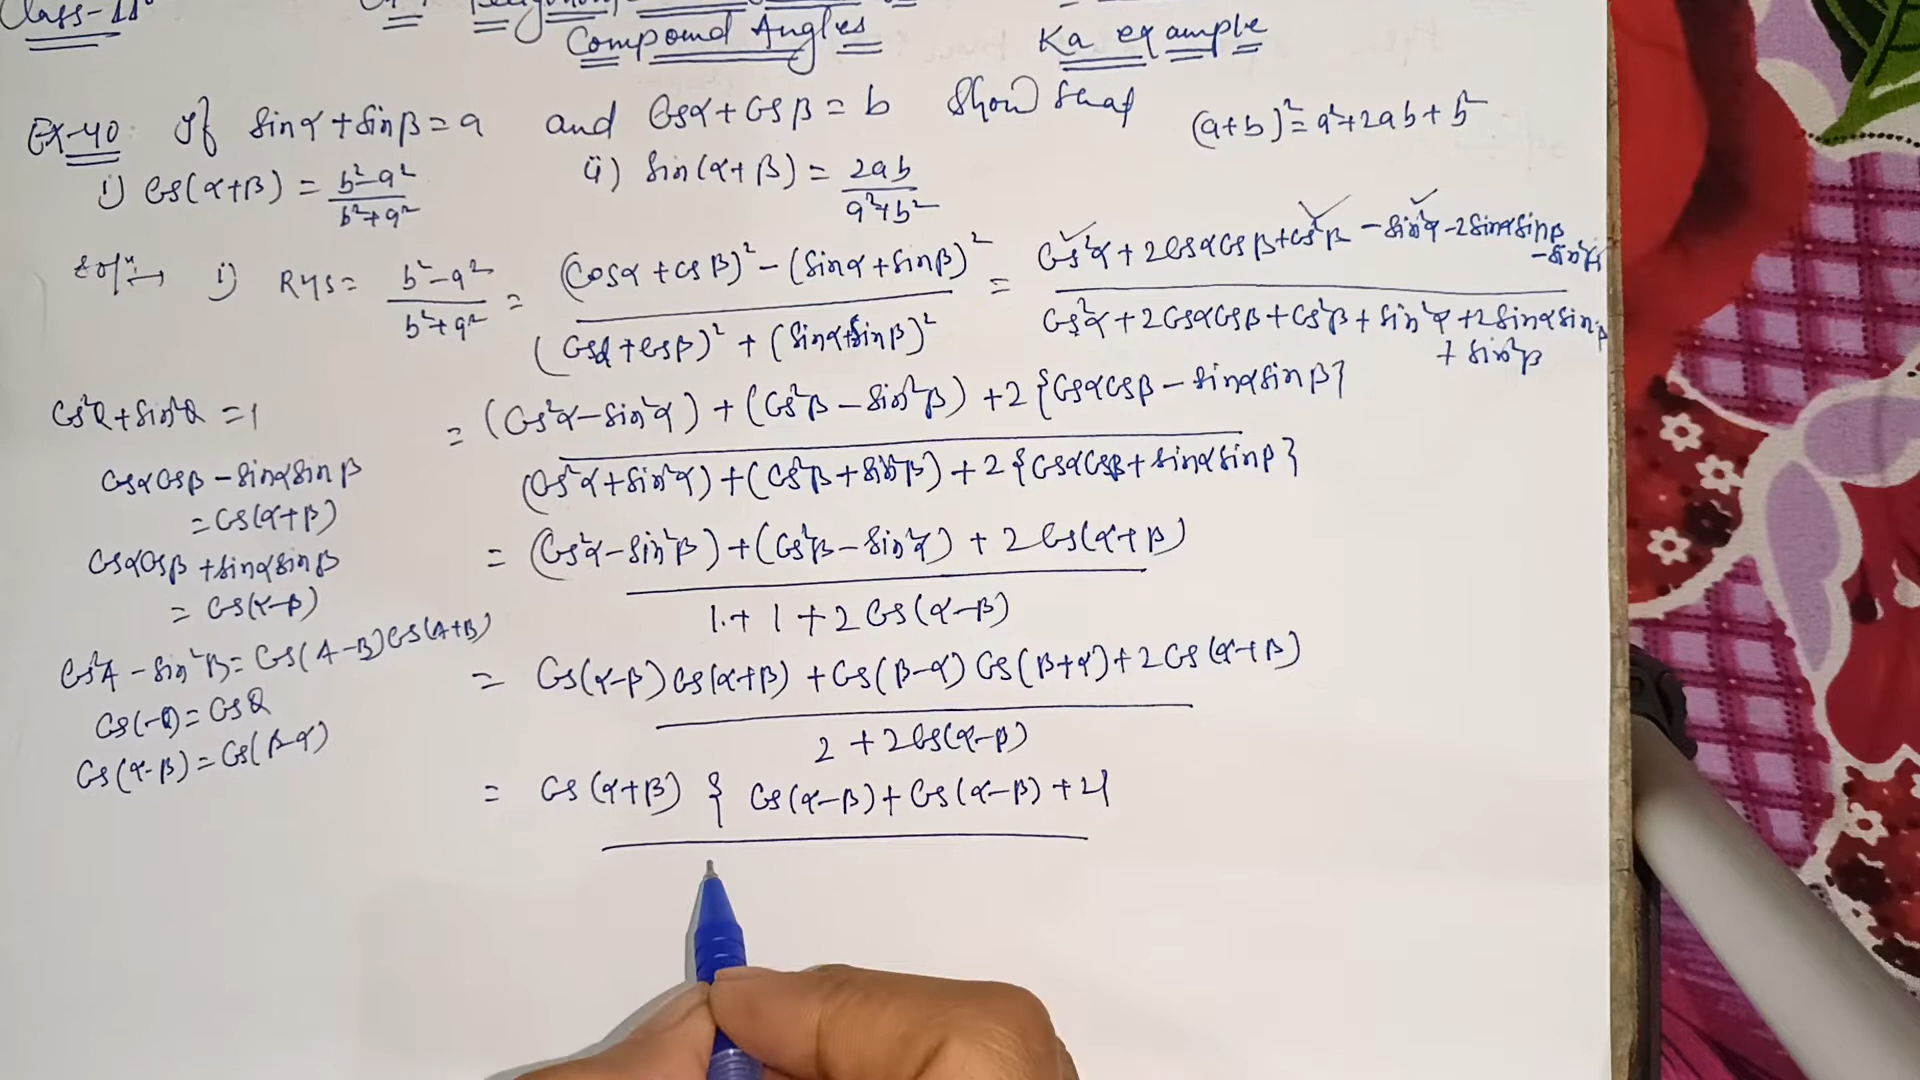 Class-11
Compound Angles Ka example
Ex-40: If sinα + sinβ = a and Cosα + Cosβ = b Show that (a+b)² = a²+2ab+b²
i) Cos(α+β) = b²-a² / b²+a² ii) Sin(α+β) = 2ab / a²+b²
Solⁿ: → i) RHS = b²-a² / b²+a² = (Cosα + Cosβ)² - (Sinα + Sinβ)² / (Cosα + Cosβ)² + (Sinα + Sinβ)² = Cos²α + 2CosαCosβ + Cos²β - Sin²α - 2SinαSinβ - Sin²β / Cos²α + 2CosαCosβ + Cos²β + Sin²α + 2SinαSinβ + Sin²β
Cos²θ + Sin²θ = 1
CosαCosβ - SinαSinβ
= Cos(α+β)
CosαCosβ + SinαSinβ
= Cos(α-β)
Cos²A - Sin²B = Cos(A-B)Cos(A+B)
Cos(-θ) = Cosθ
Cos(α-β) = Cos(β-α)
= (Cos²α - Sin²α) + (Cos²β - Sin²β) + 2{CosαCosβ - SinαSinβ} / (Cos²α + Sin²α) + (Cos²β + Sin²β) + 2{CosαCosβ + SinαSinβ}
= (Cos²α - Sin²β) + (Cos²β - Sin²α) + 2Cos(α+β) / 1 + 1 + 2Cos(α-β)
= Cos(α-β)Cos(α+β) + Cos(β-α)Cos(β+α) + 2Cos(α+β) / 2 + 2Cos(α-β)
= Cos(α+β) { Cos(α-β) + Cos(α-β) + 2}